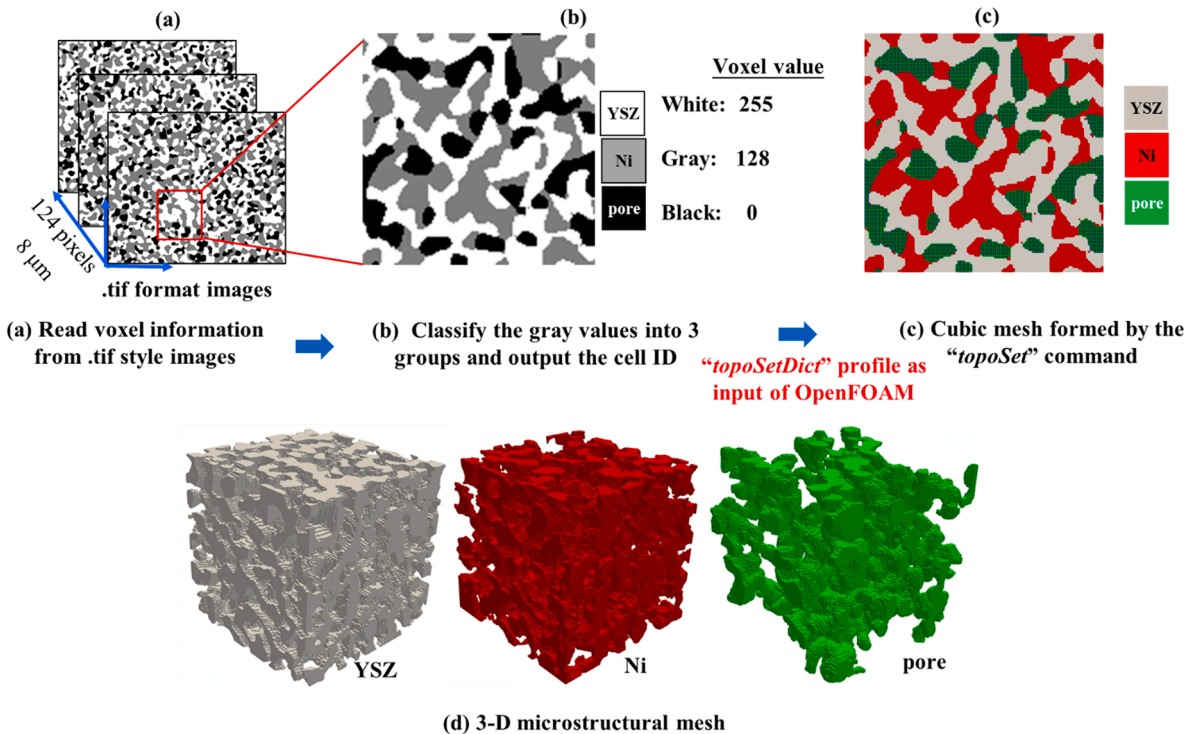 (a)
(b)
(c)
124 pixels
8 μm
.tif format images
YSZ
Ni
pore
Voxel value
White: 255
Gray: 128
Black: 0
YSZ
Ni
pore
(a) Read voxel information
from .tif style images
(b) Classify the gray values into 3
groups and output the cell ID
“topoSetDict” profile as
input of OpenFOAM
(c) Cubic mesh formed by the
“topoSet” command
YSZ
Ni
pore
(d) 3-D microstructural mesh